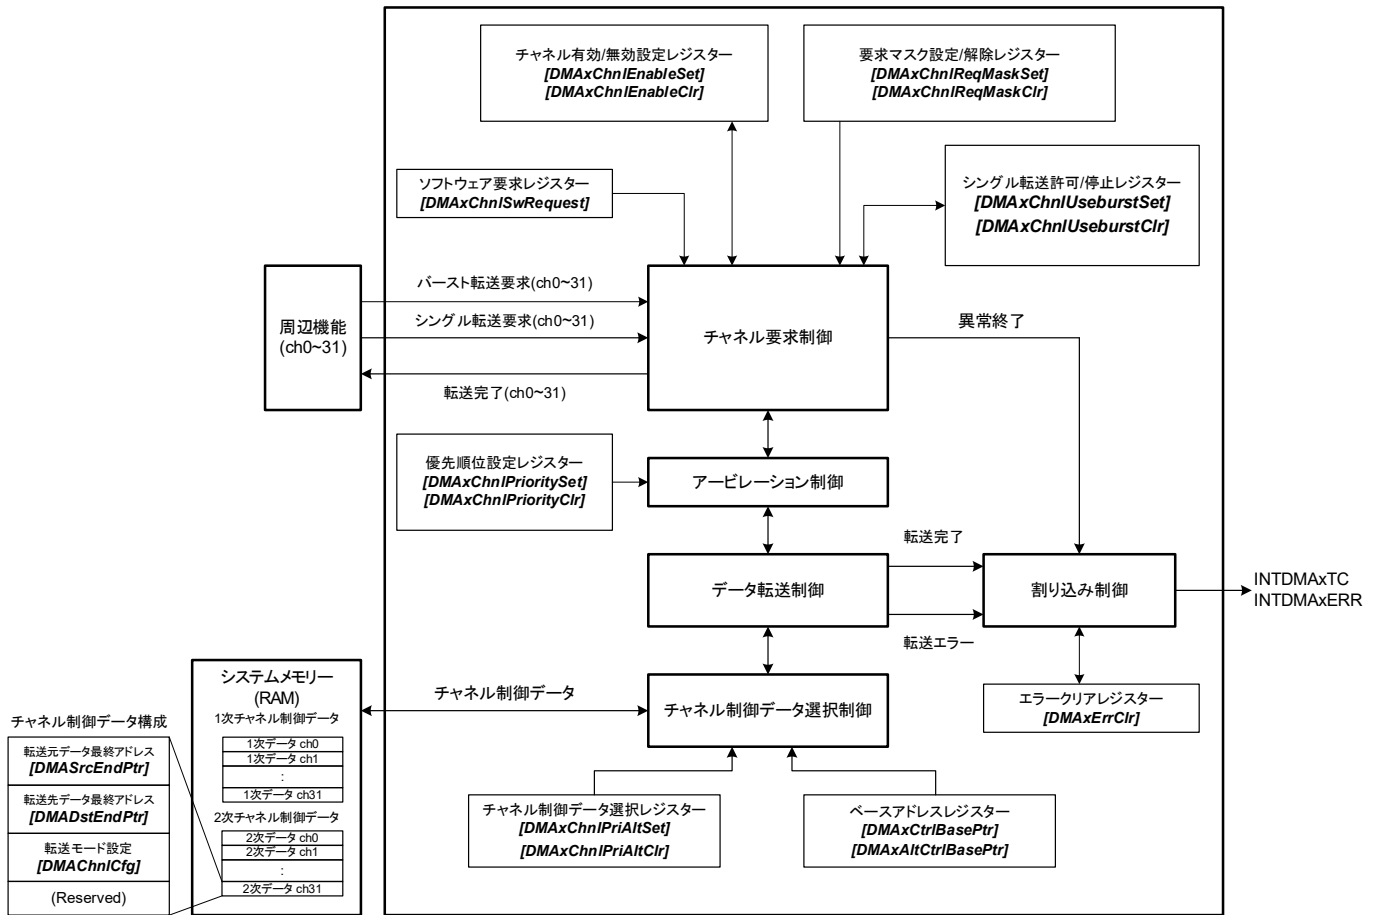 チャネル有効/無効設定レジスター
[DMAxChnlEnableSet]
[DMAxChnlEnableClr]
要求マスク設定/解除レジスター
[DMAxChnlReqMaskSet]
[DMAxChnlReqMaskClr]
ソフトウェア要求レジスター
[DMAxChnlSwRequest]
シングル転送許可/停止レジスター
[DMAxChnlUseburstSet]
[DMAxChnlUseburstClr]
周辺機能
(ch0~31)
バースト転送要求(ch0~31)
シングル転送要求(ch0~31)
転送完了(ch0~31)
チャネル要求制御
異常終了
優先順位設定レジスター
[DMAxChnlPrioritySet]
[DMAxChnlPriorityClr]
アービレーション制御
データ転送制御
転送完了
転送エラー
割り込み制御
INTDMAxTC
INTDMAxERR
エラークリアレジスター
[DMAxErrClr]
システムメモリー
(RAM)
1次チャネル制御データ
1次データ ch0
1次データ ch1
:
1次データ ch31
2次チャネル制御データ
2次データ ch0
2次データ ch1
:
2次データ ch31
チャネル制御データ
チャネル制御データ選択制御
チャネル制御データ構成
転送元データ最終アドレス
[DMASrcEndPtr]
転送先データ最終アドレス
[DMADstEndPtr]
転送モード設定
[DMAChnlCfg]
(Reserved)
チャネル制御データ選択レジスター
[DMAxChnlPriAltSet]
[DMAxChnlPriAltClr]
ベースアドレスレジスター
[DMAxCtrlBasePtr]
[DMAxAltCtrlBasePtr]